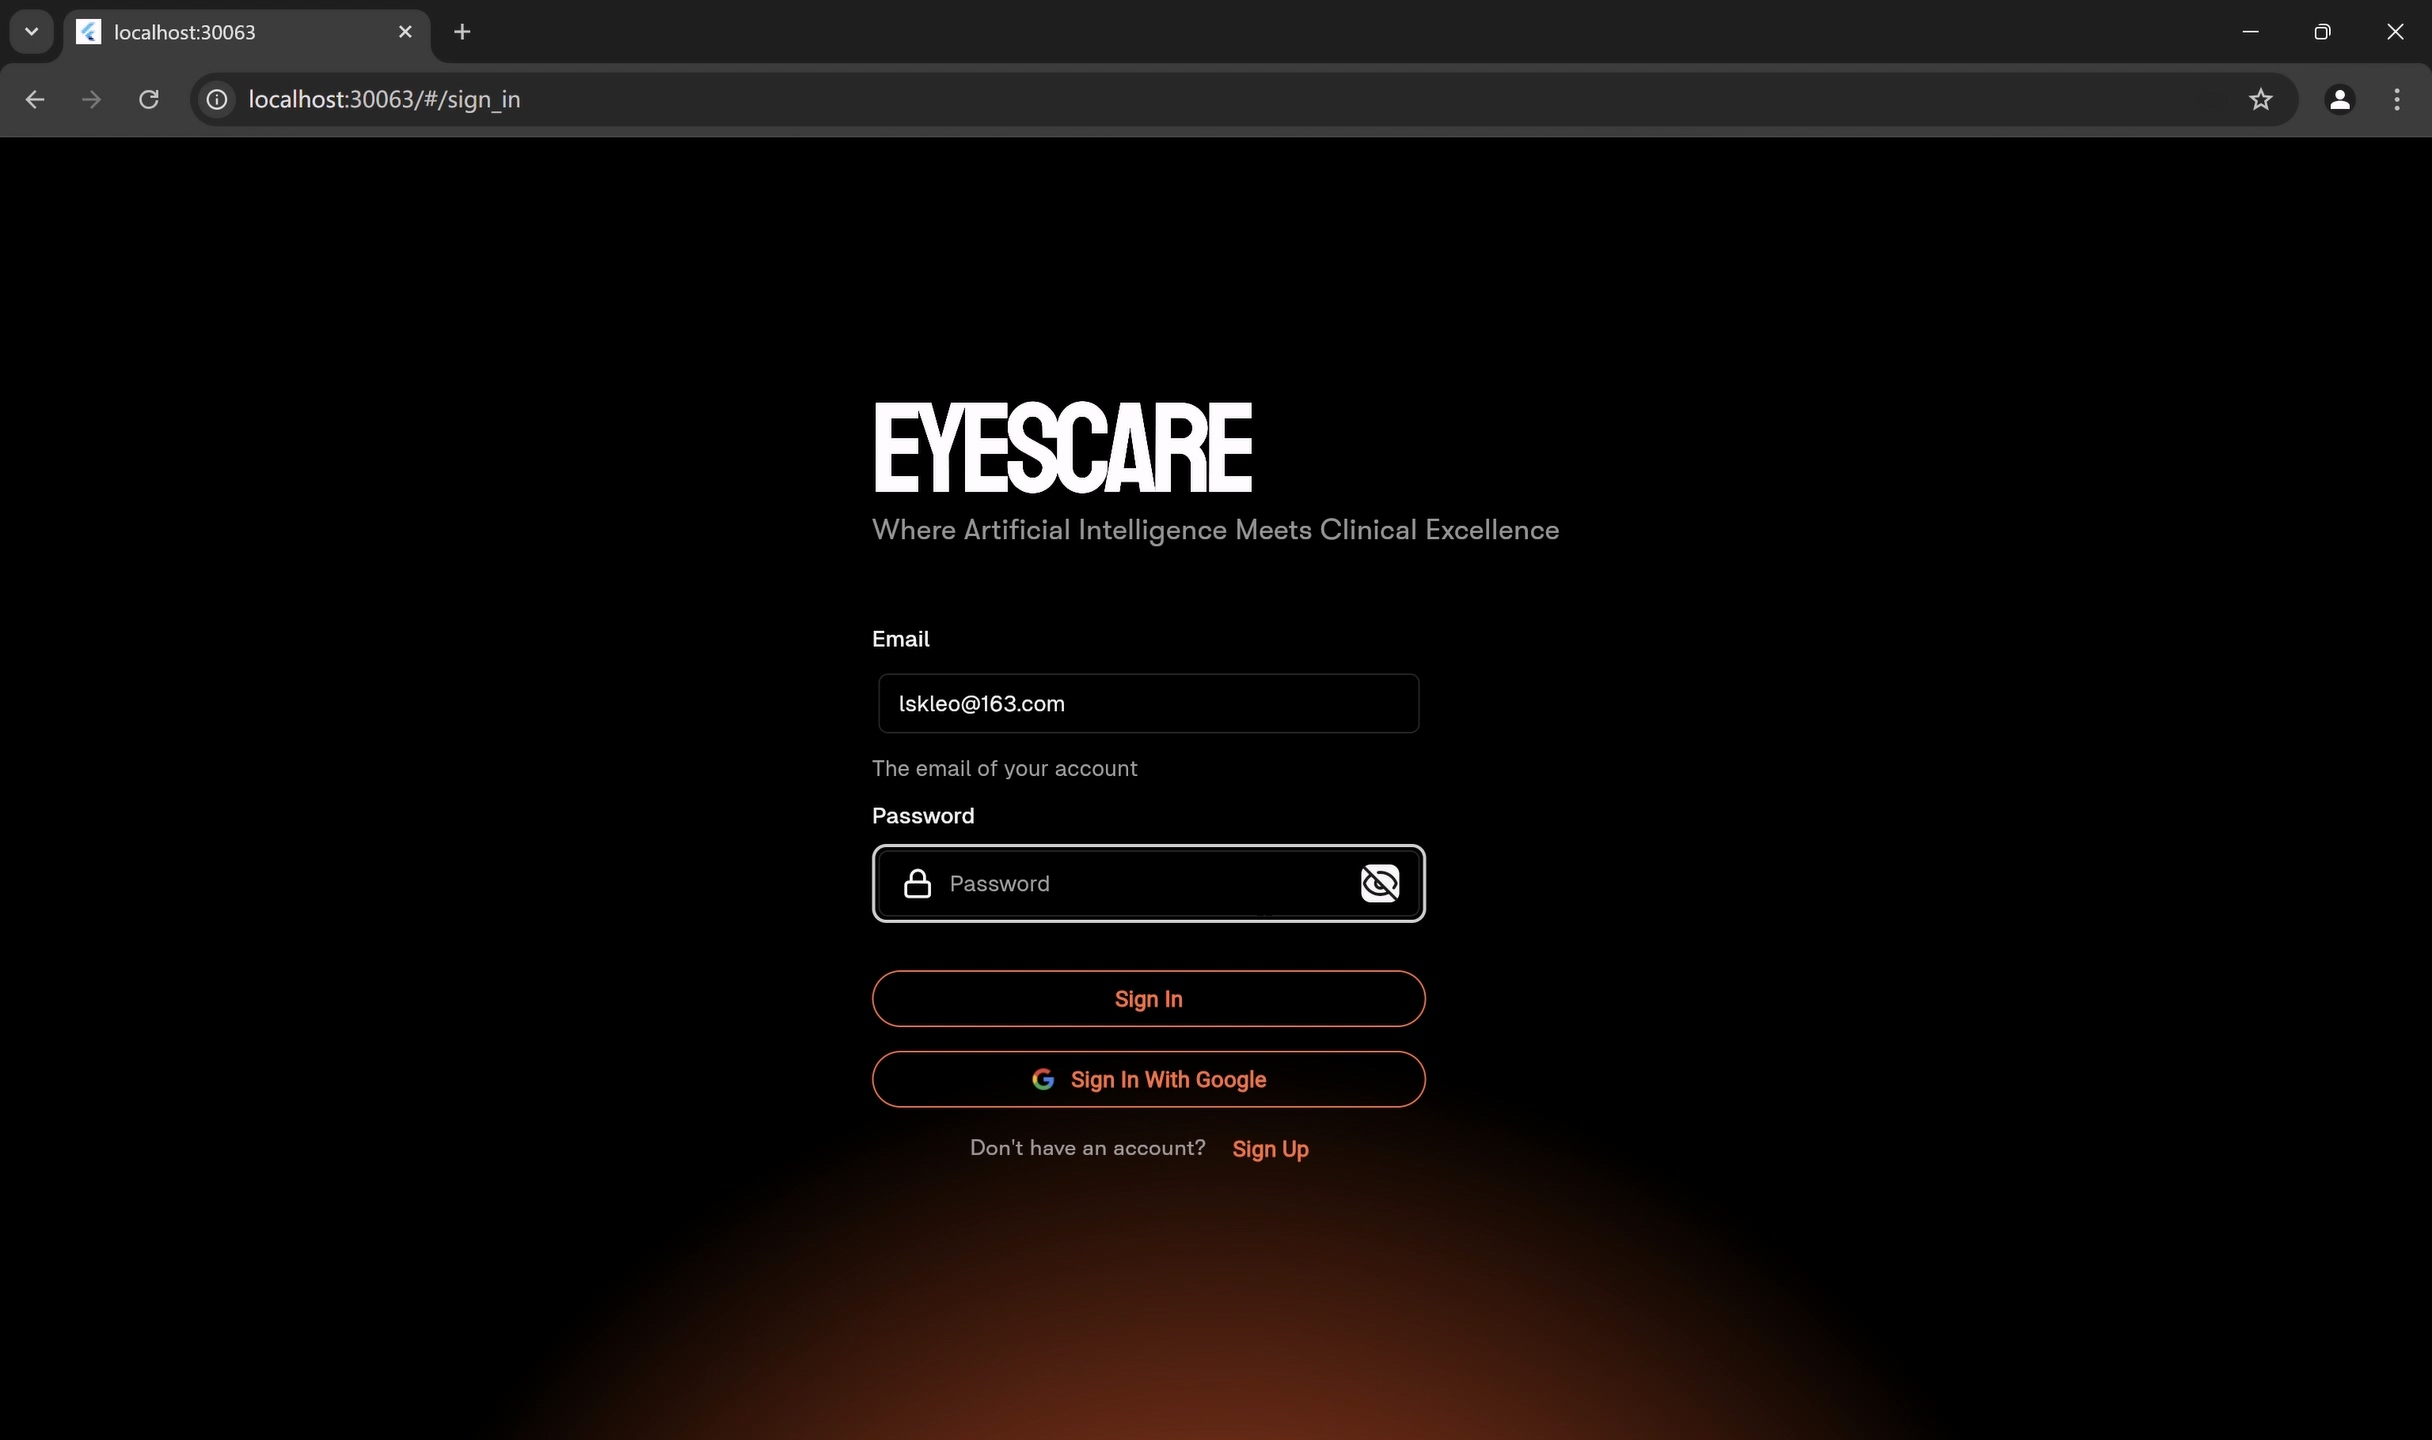 localhost:30063
localhost:30063/#/sign_in
EYESCARE
Where Artificial Intelligence Meets Clinical Excellence
Email
lskleo@163.com
The email of your account
Password
Password
Sign In
Sign In With Google
Don't have an account? Sign Up